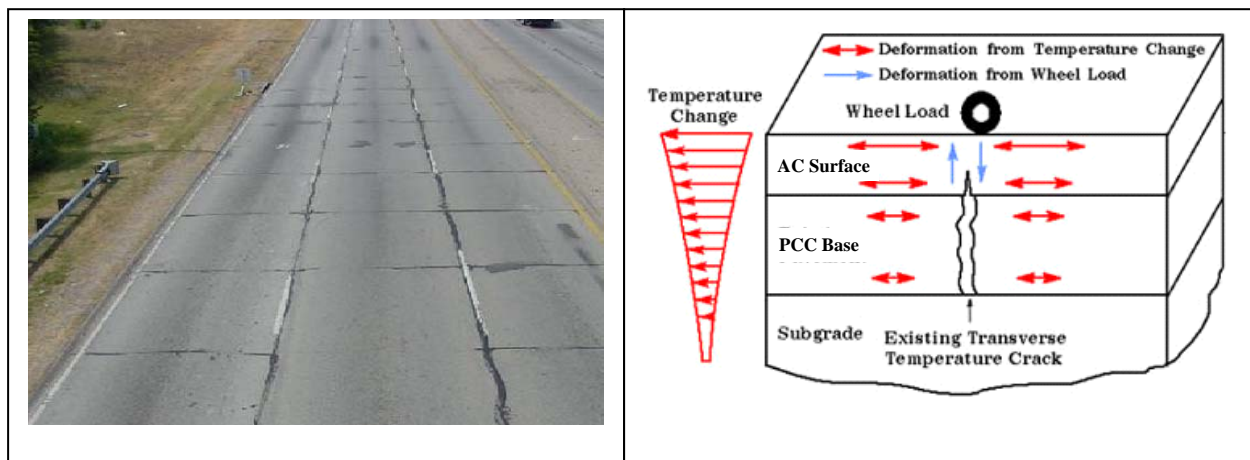 Deformation from Temperature Change
Deformation from Wheel Load
Temperature
Change
Wheel Load
AC Surface
PCC Base
Subgrade
Existing Transverse
Temperature Crack